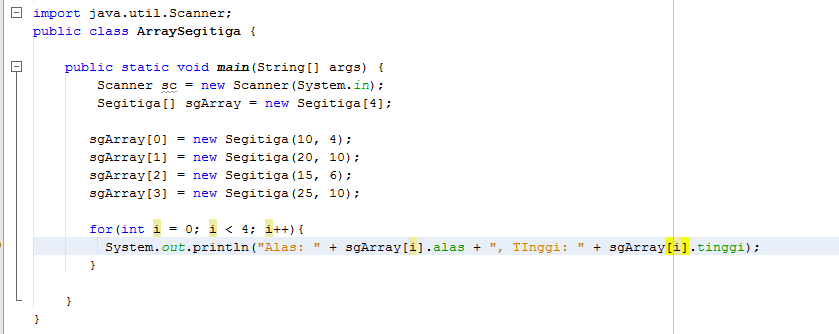 import java.util.Scanner;
public class ArraySegitiga {
public static void main(String[] args) {
Scanner sc = new Scanner(System.in);
Segitiga[] sgArray = new Segitiga[4];
sgArray[0] = new Segitiga(10, 4);
sgArray[1] = new Segitiga(20, 10);
sgArray[2] = new Segitiga(15, 6);
sgArray[3] = new Segitiga(25, 10);
for(int i = 0; i < 4; i++){
System.out.println("Alas: " + sgArray[i].alas + ", TInggi: " + sgArray[i].tinggi);
}
}
}